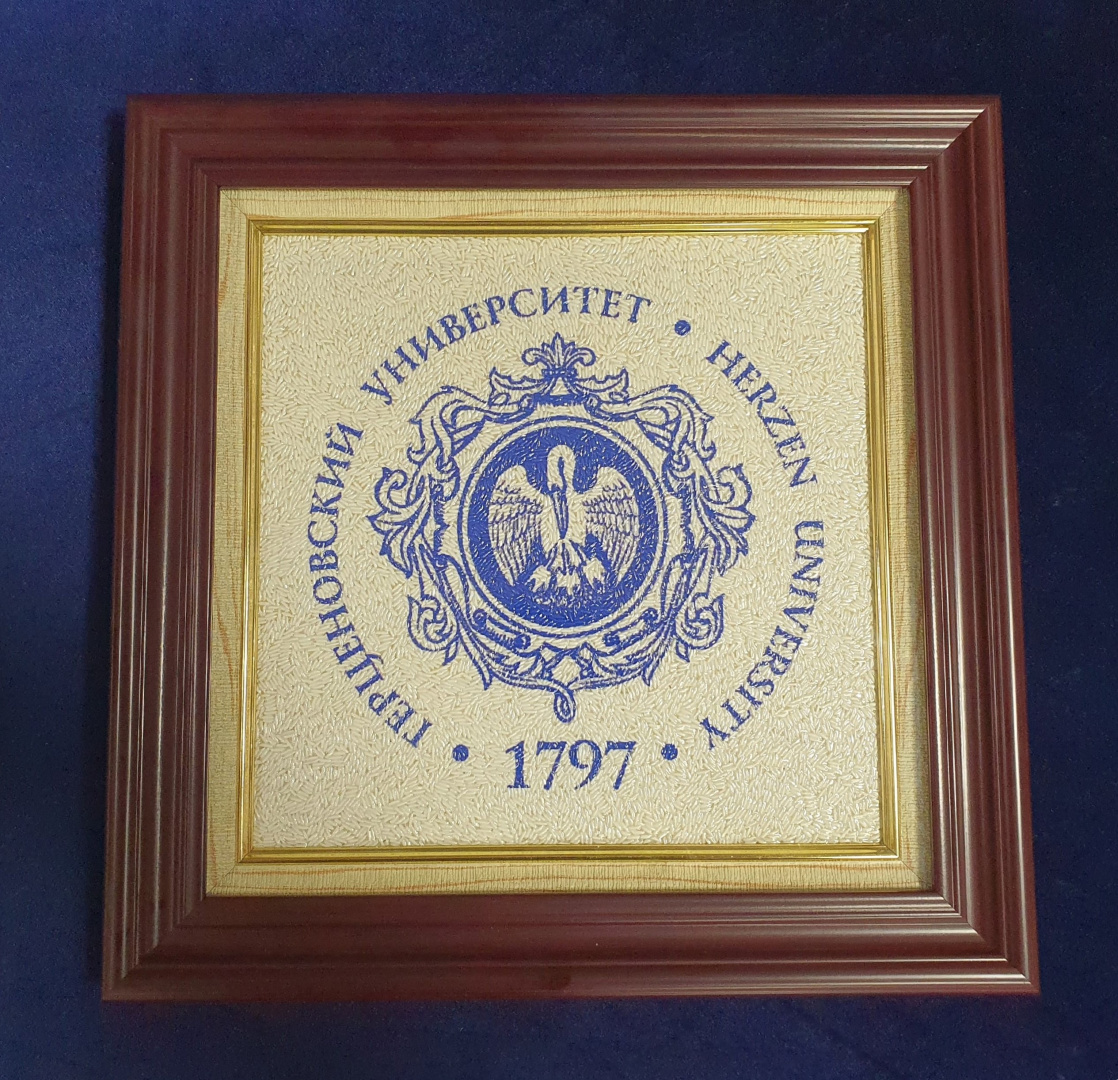 ГЕРЦЕНОВСКИЙ УНИВЕРСИТЕТ • HERZEN UNIVERSITY
• 1797 •